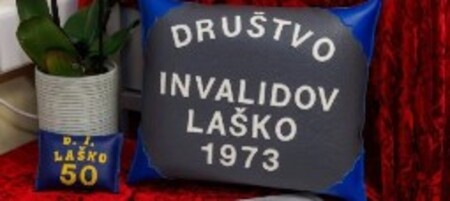 DRUŠTVO
INVALIDOV
LAŠKO
1973
D. I.
LAŠKO
50